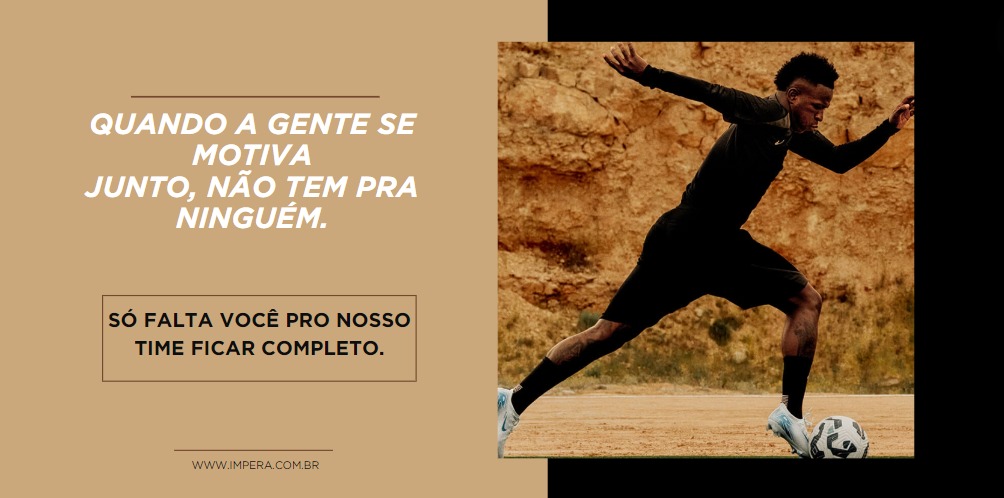 QUANDO A GENTE SE
MOTIVA
JUNTO, NÃO TEM PRA
NINGUÉM.
SÓ FALTA VOCÊ PRO NOSSO
TIME FICAR COMPLETO.
WWW.IMPERA.COM.BR